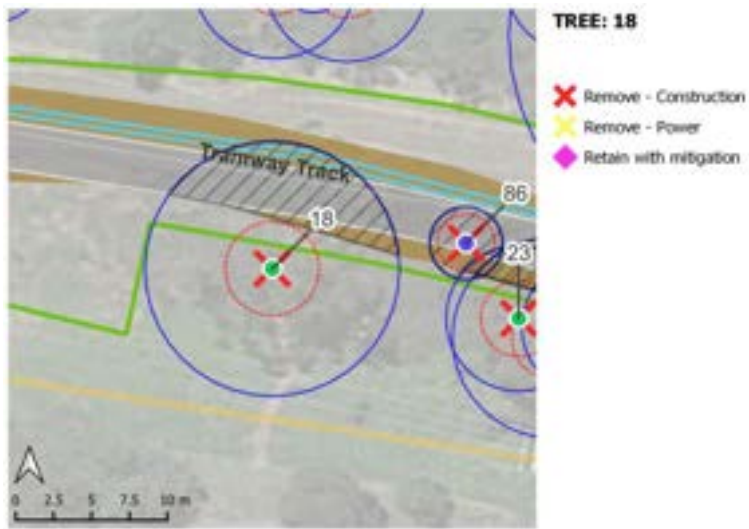 TREE: 18
Remove - Construction
Remove - Power
Retain with mitigation
Tramway Track
86
18
23
0 2.5 5 7.5 10 m